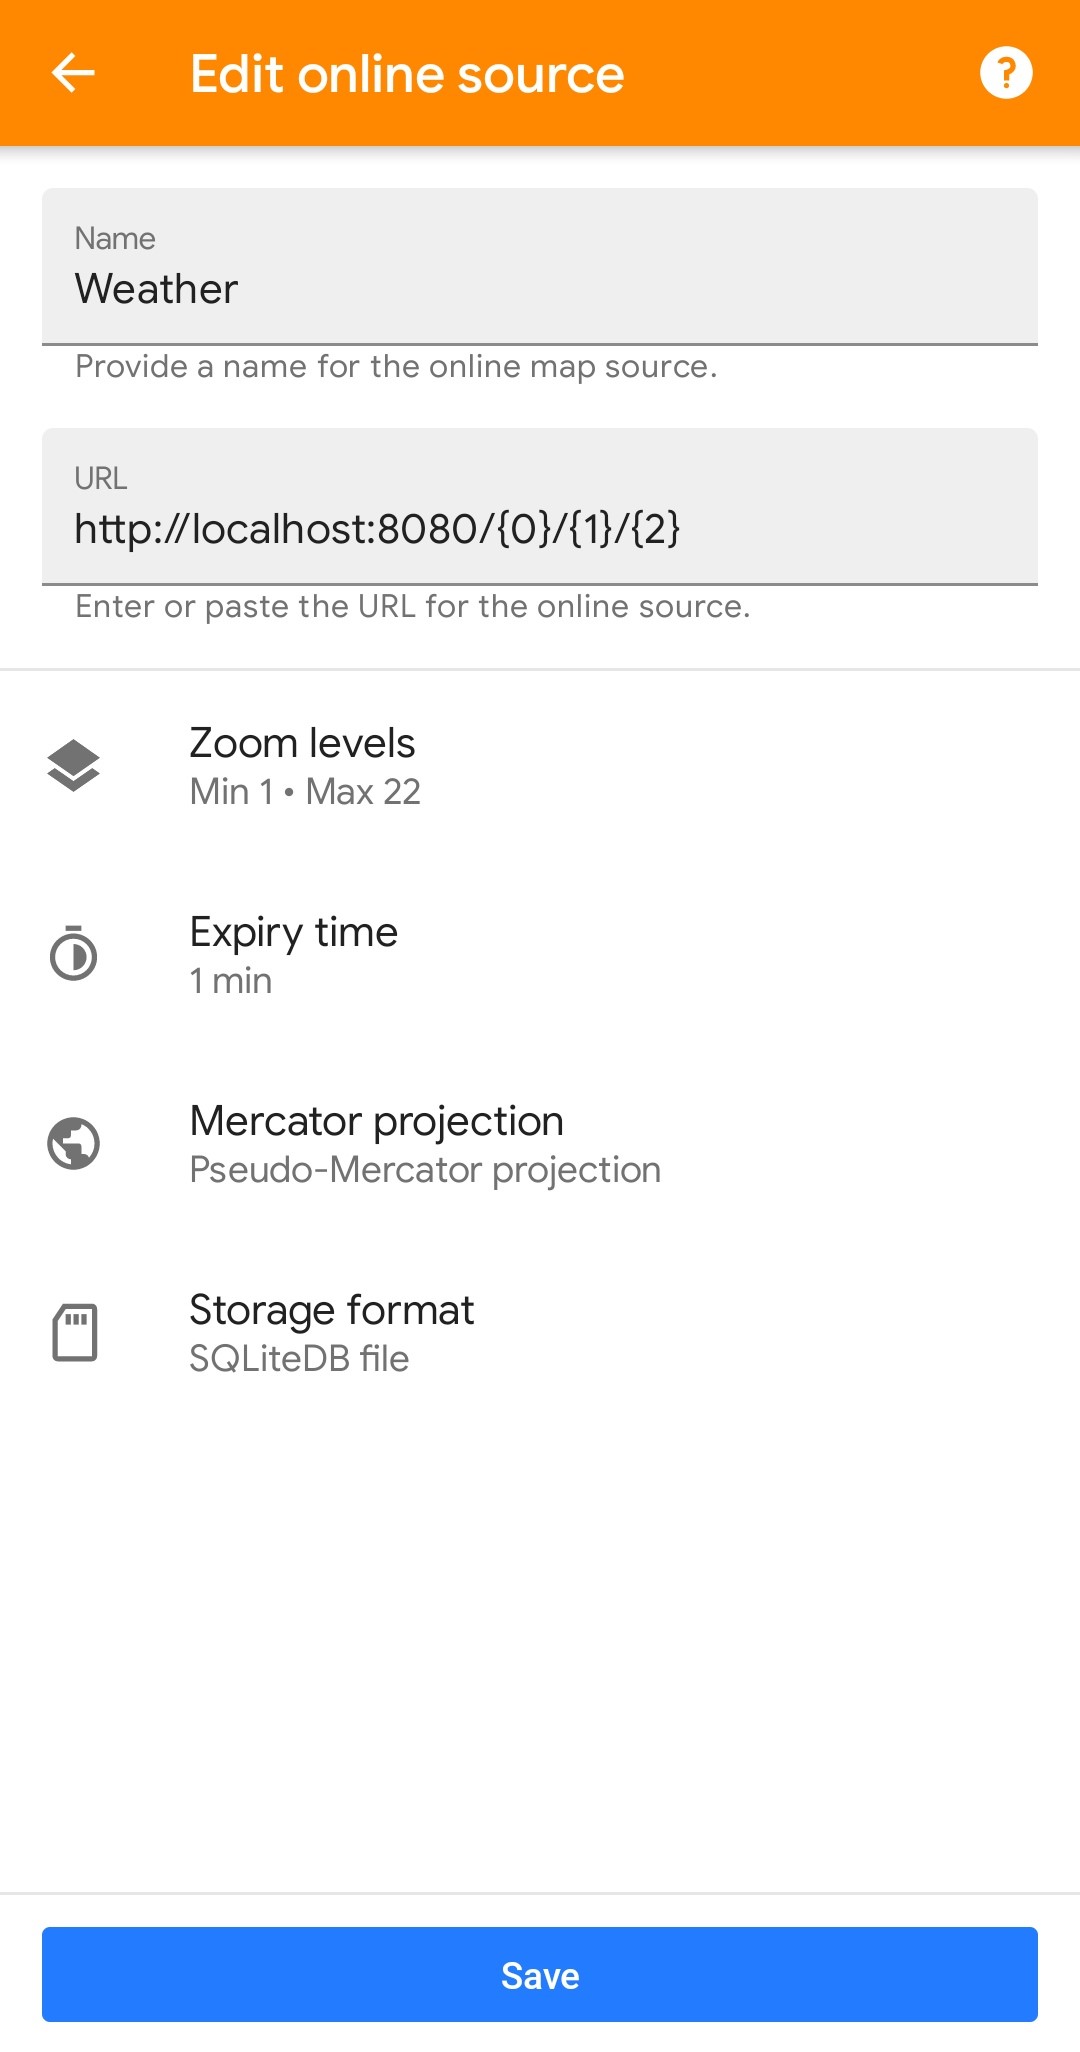 Edit online source
?
Name
Weather
Provide a name for the online map source.
URL
http://localhost:8080/{0}/{1}/{2}
Enter or paste the URL for the online source.
Zoom levels
Min 1 • Max 22
Expiry time
1 min
Mercator projection
Pseudo-Mercator projection
Storage format
SQLiteDB file
Save